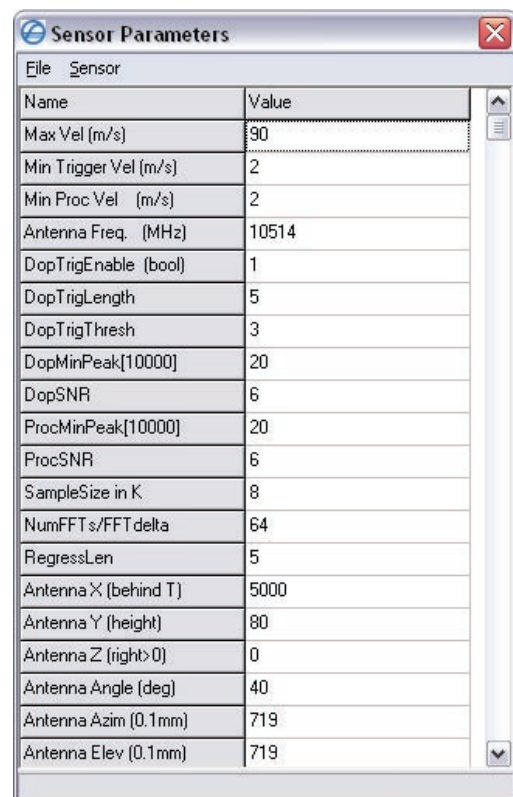 Sensor Parameters
File Sensor
Name Value
Max Vel (m/s) 90
Min Trigger Vel (m/s) 2
Min Proc Vel (m/s) 2
Antenna Freq. (MHz) 10514
DopTrigEnable (bool) 1
DopTrigLength 5
DopTrigThresh 3
DopMinPeak[10000] 20
DopSNR 6
ProcMinPeak[10000] 20
ProcSNR 6
SampleSize in K 8
NumFFTs/FFTdelta 64
RegressLen 5
Antenna X (behind T) 5000
Antenna Y (height) 80
Antenna Z (right>0) 0
Antenna Angle (deg) 40
Antenna Azim (0.1mm) 719
Antenna Elev (0.1mm) 719